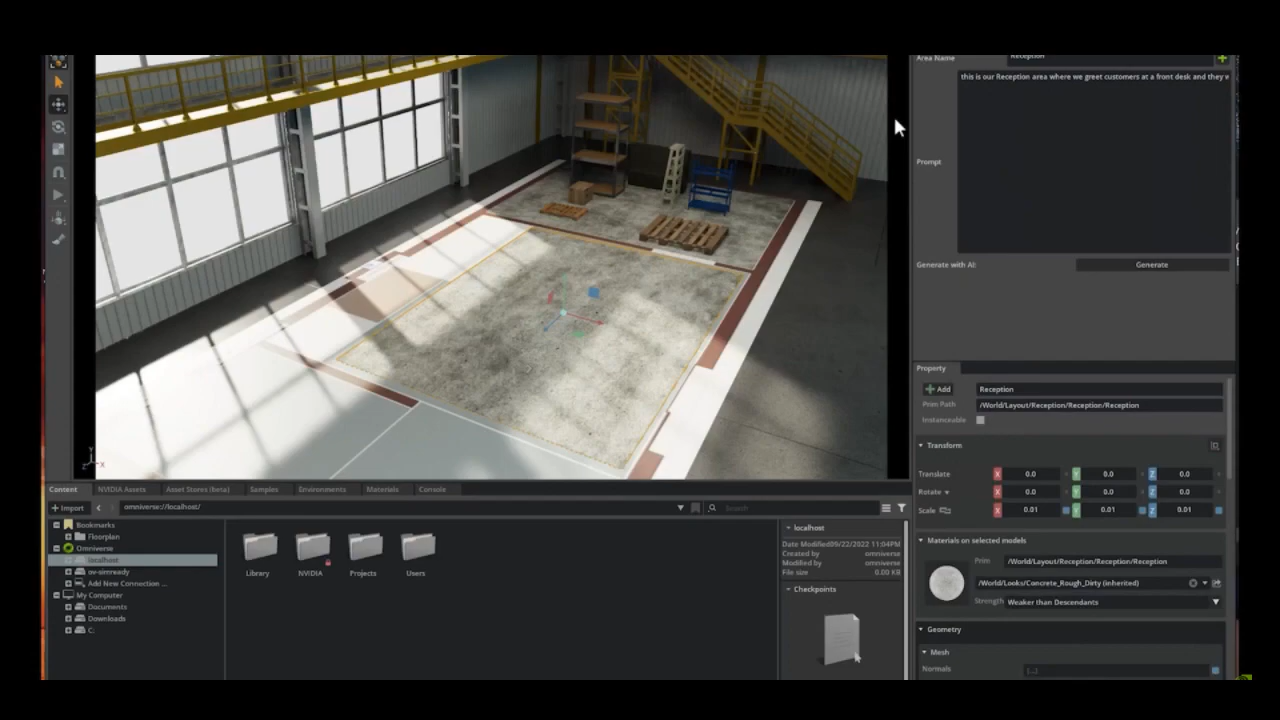 Area Name Reception
this is our Reception area where we greet customers at a front desk and they w
Prompt
Generate with AI: Generate
Property
Add Reception
Prim Path /World/Layout/Reception/Reception/Reception
Instanceable
Transform
Translate X 0.0 Y 0.0 Z 0.0
Rotate X 0.0 Y 0.0 Z 0.0
Scale X 0.01 Y 0.01 Z 0.01
Materials on selected models
Prim /World/Layout/Reception/Reception/Reception
/World/Looks/Concrete_Rough_Dirty (inherited)
Strength Weaker than Descendants
Geometry
Mesh
Normals [...]
Y
Z X
Content NVIDIA Assets Asset Stores (beta) Samples Environments Materials Console
Import omniverse://localhost/ Search
Bookmarks
Floorplan
Omniverse
localhost
ov-simready
Add New Connection ...
My Computer
Documents
Downloads
C:
Library NVIDIA Projects Users
localhost
Date Modified09/22/2022 11:04PM
Created by omniverse
Modified by omniverse
File size 0.00 KB
Checkpoints